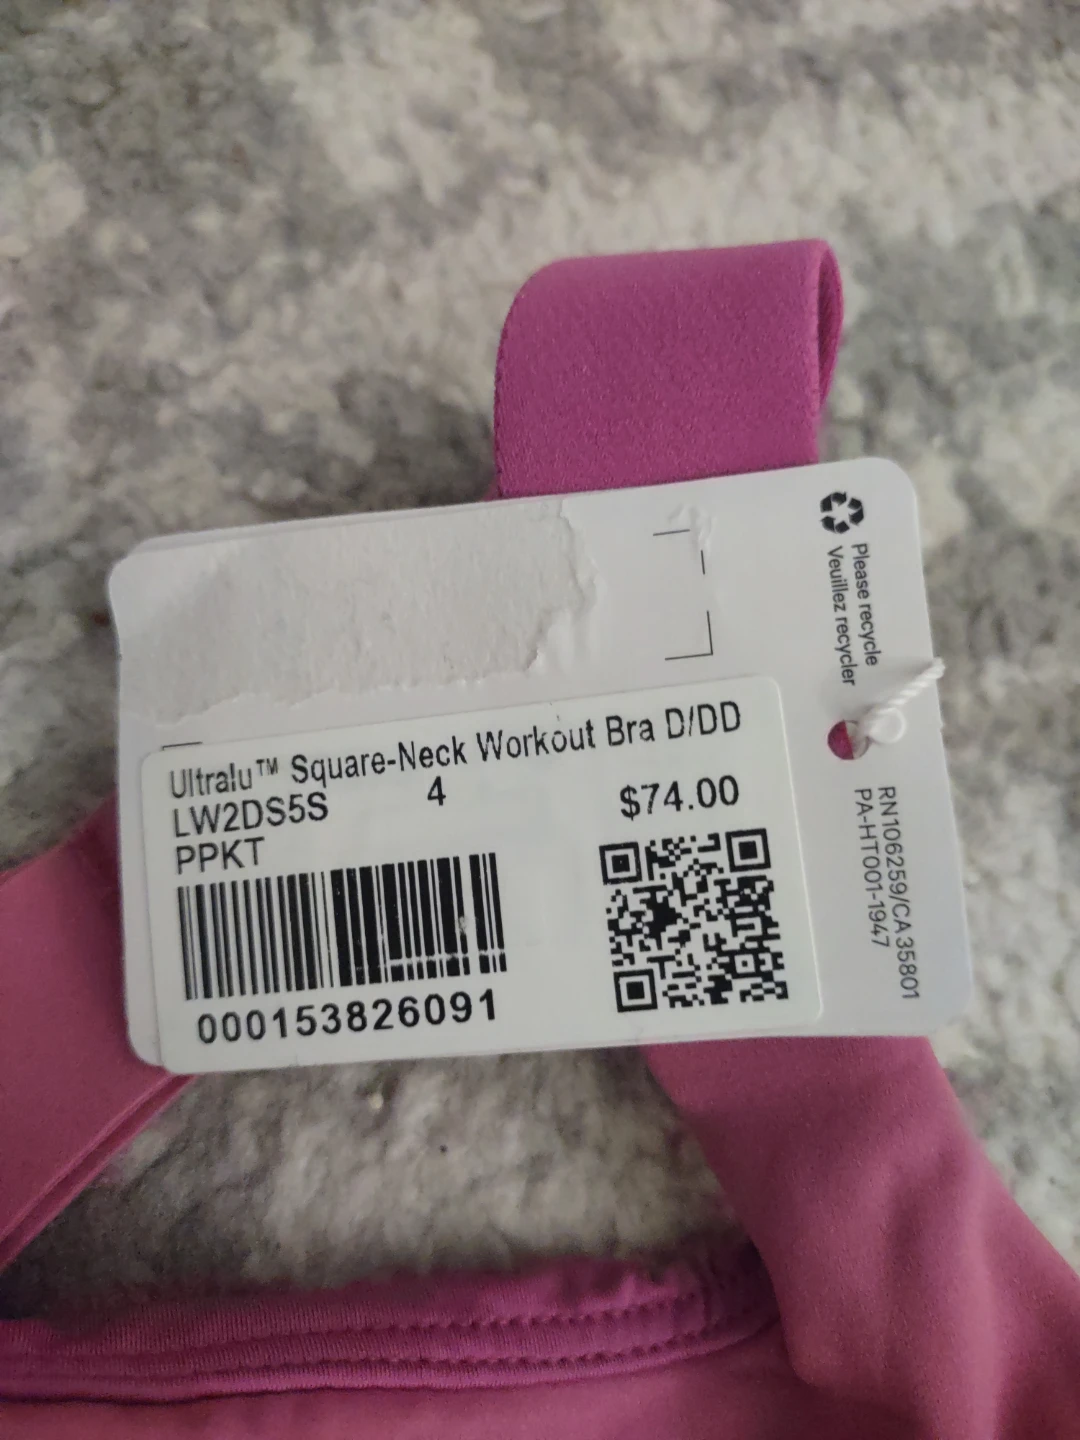 Please recycle
Veuillez recycler
Ultralu™ Square-Neck Workout Bra D/DD
LW2DS5S 4 $74.00
PPKT
000153826091
RN106259/CA35801
PA-HT001-1947